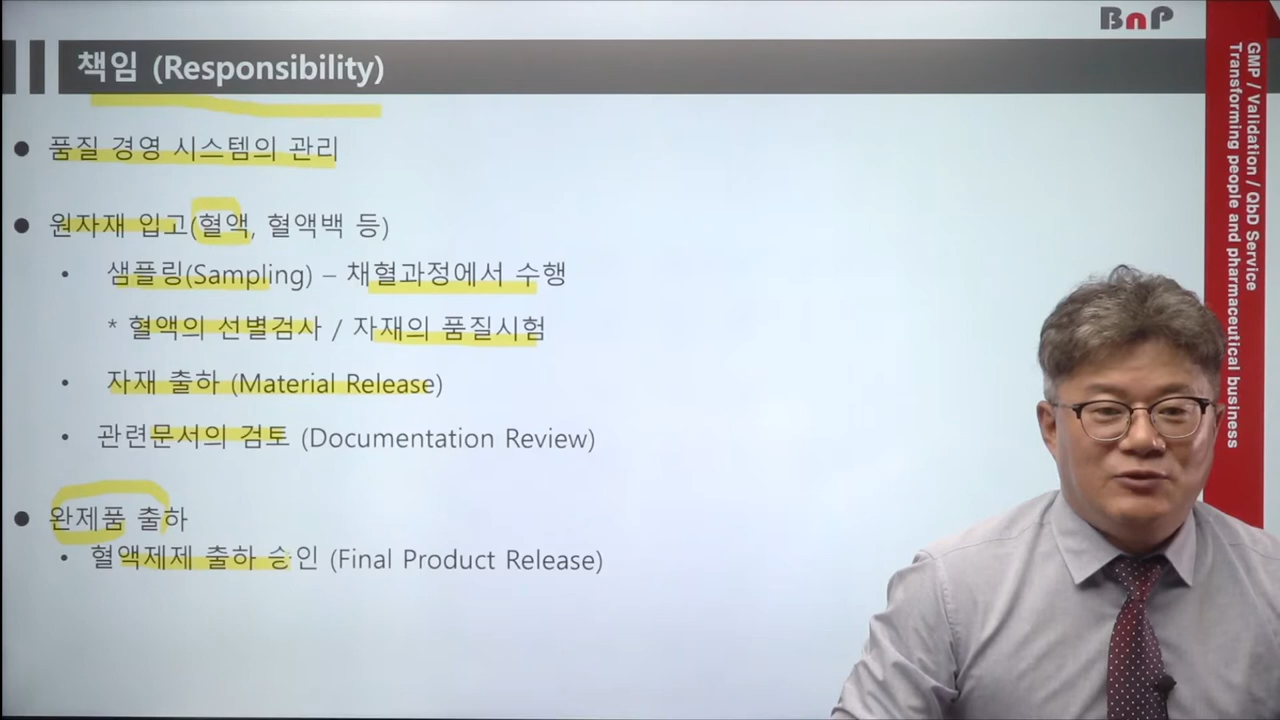 BnP
책임 (Responsibility)
GMP / Validation / QbD Service
Transforming people and pharmaceutical business
● 품질 경영 시스템의 관리
● 원자재 입고(혈액, 혈액백 등)
• 샘플링(Sampling) – 채혈과정에서 수행
* 혈액의 선별검사 / 자재의 품질시험
• 자재 출하 (Material Release)
• 관련문서의 검토 (Documentation Review)
● 완제품 출하
• 혈액제제 출하 승인 (Final Product Release)